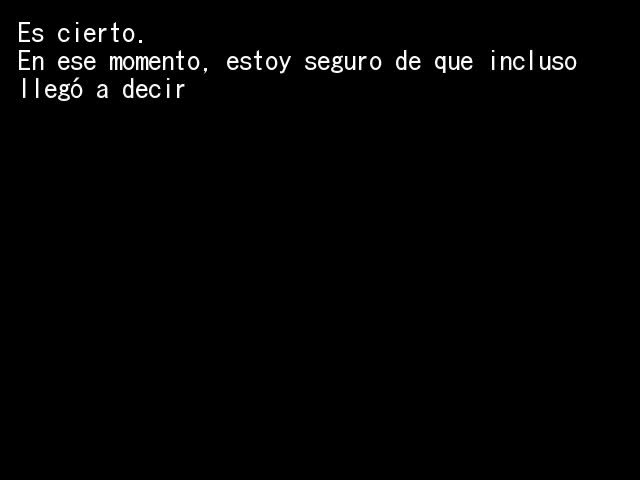 Es cierto.
En ese momento, estoy seguro de que incluso
llegó a decir